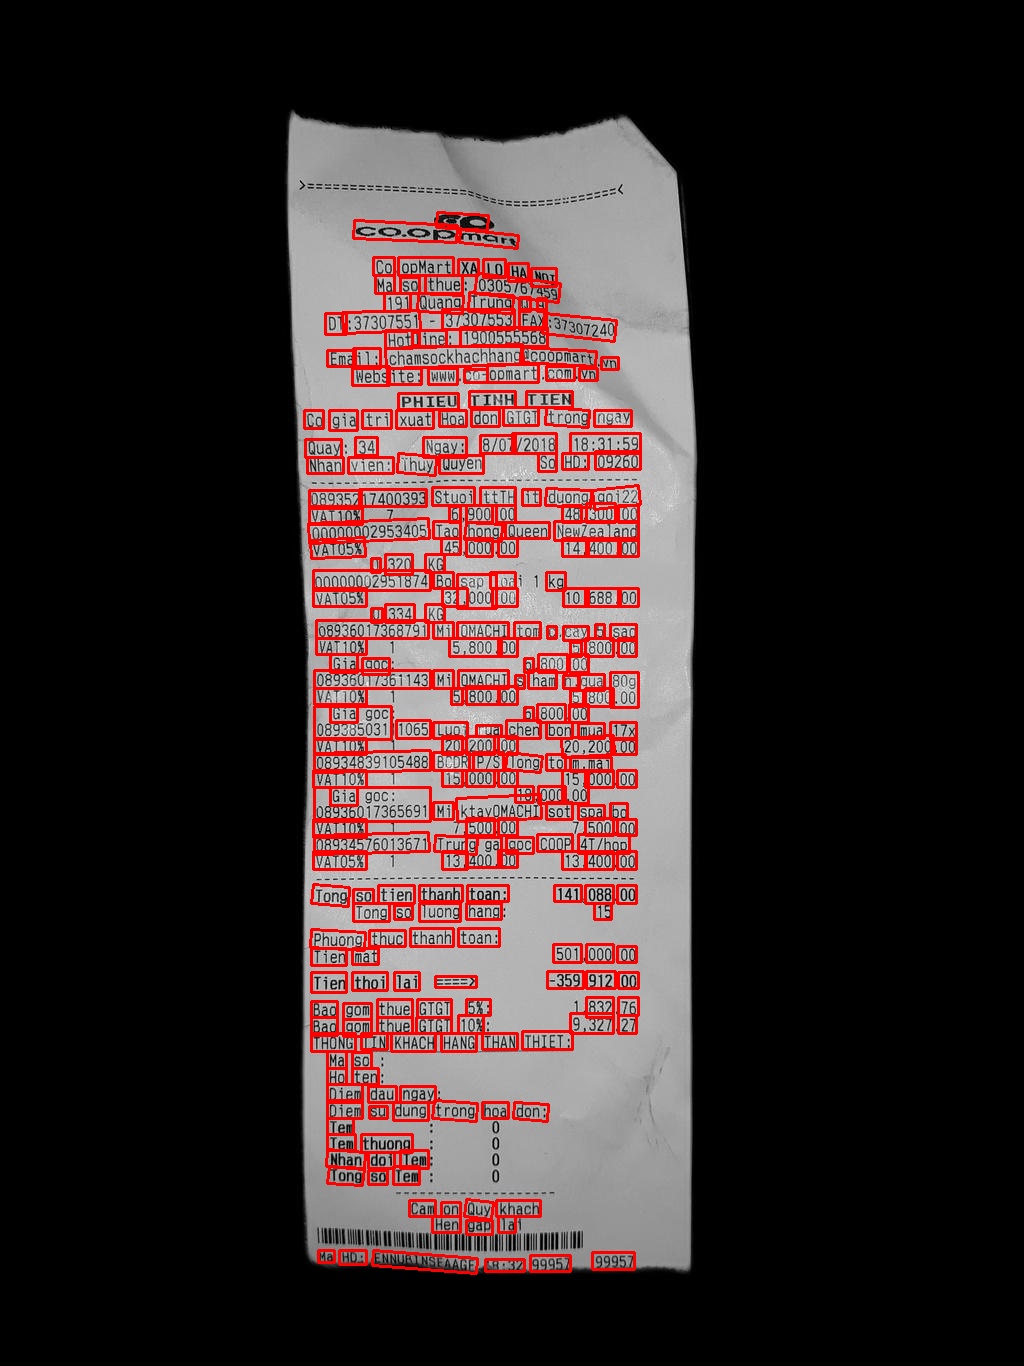 co.opmart
Co.opMart XA LO HA NOI
Ma so thue: 0305767459
191 Quang Trung
DT:37307551 - 37307553 FAX:37307240
Hotline: 1900555568
Email: chamsockhachhang@coopmart.vn
Website: www.co-opmart.com.vn
PHIEU TINH TIEN
Co gia tri xuat Hoa don GTGT trong ngay
Quay: 34 Ngay: 8/07/2018 18:31:59
Nhan vien: Thuy Quyen So HD: 09260
08935217400393 Stuoi ttTH it duong goi22
VAT10% 7 6,900.00 48,300.00
00000002953405 Tao hong Queen NewZealand
VAT05% 45,000.00 14,400.00
0.320 KG
00000002951874 Bo sap loai 1 kg
VAT05% 32,000.00 10,688.00
0.334 KG
08936017368791 Mi OMACHI tom c.cay 5 sao
VAT10% 1 5,800.00 5,800.00
Gia goc: 6,800.00
08936017361143 Mi OMACHI s ham n.qua 80g
VAT10% 1 5,800.00 5,800.00
Gia goc: 6,800.00
08938503111065 Luoi rua chen bon mua 17x
VAT10% 1 20,200.00 20,200.00
08934839105488 BCDR P/S long to m.mai
VAT10% 1 15,000.00 15,000.00
Gia goc: 18,000.00
08936017365691 Mi ktayOMACHI sot spa bo
VAT10% 1 7,500.00 7,500.00
08934576013671 Trung ga goc COOP 4T/hop
VAT05% 1 13,400.00 13,400.00
Tong so tien thanh toan: 141,088.00
Tong so luong hang: 15
Phuong thuc thanh toan:
Tien mat 501,000.00
Tien thoi lai ====> -359,912.00
Bao gom thue GTGT 5%: 1,832.76
Bao gom thue GTGT 10%: 9,327.27
THONG TIN KHACH HANG THAN THIET:
Ma so :
Ho ten:
Diem dau ngay:
Diem su dung trong hoa don:
Tem : 0
Tem thuong : 0
Nhan doi Tem: 0
Tong so Tem : 0
Cam on Quy khach
Hen gap lai
Ma HD: 18:32 99957 99957